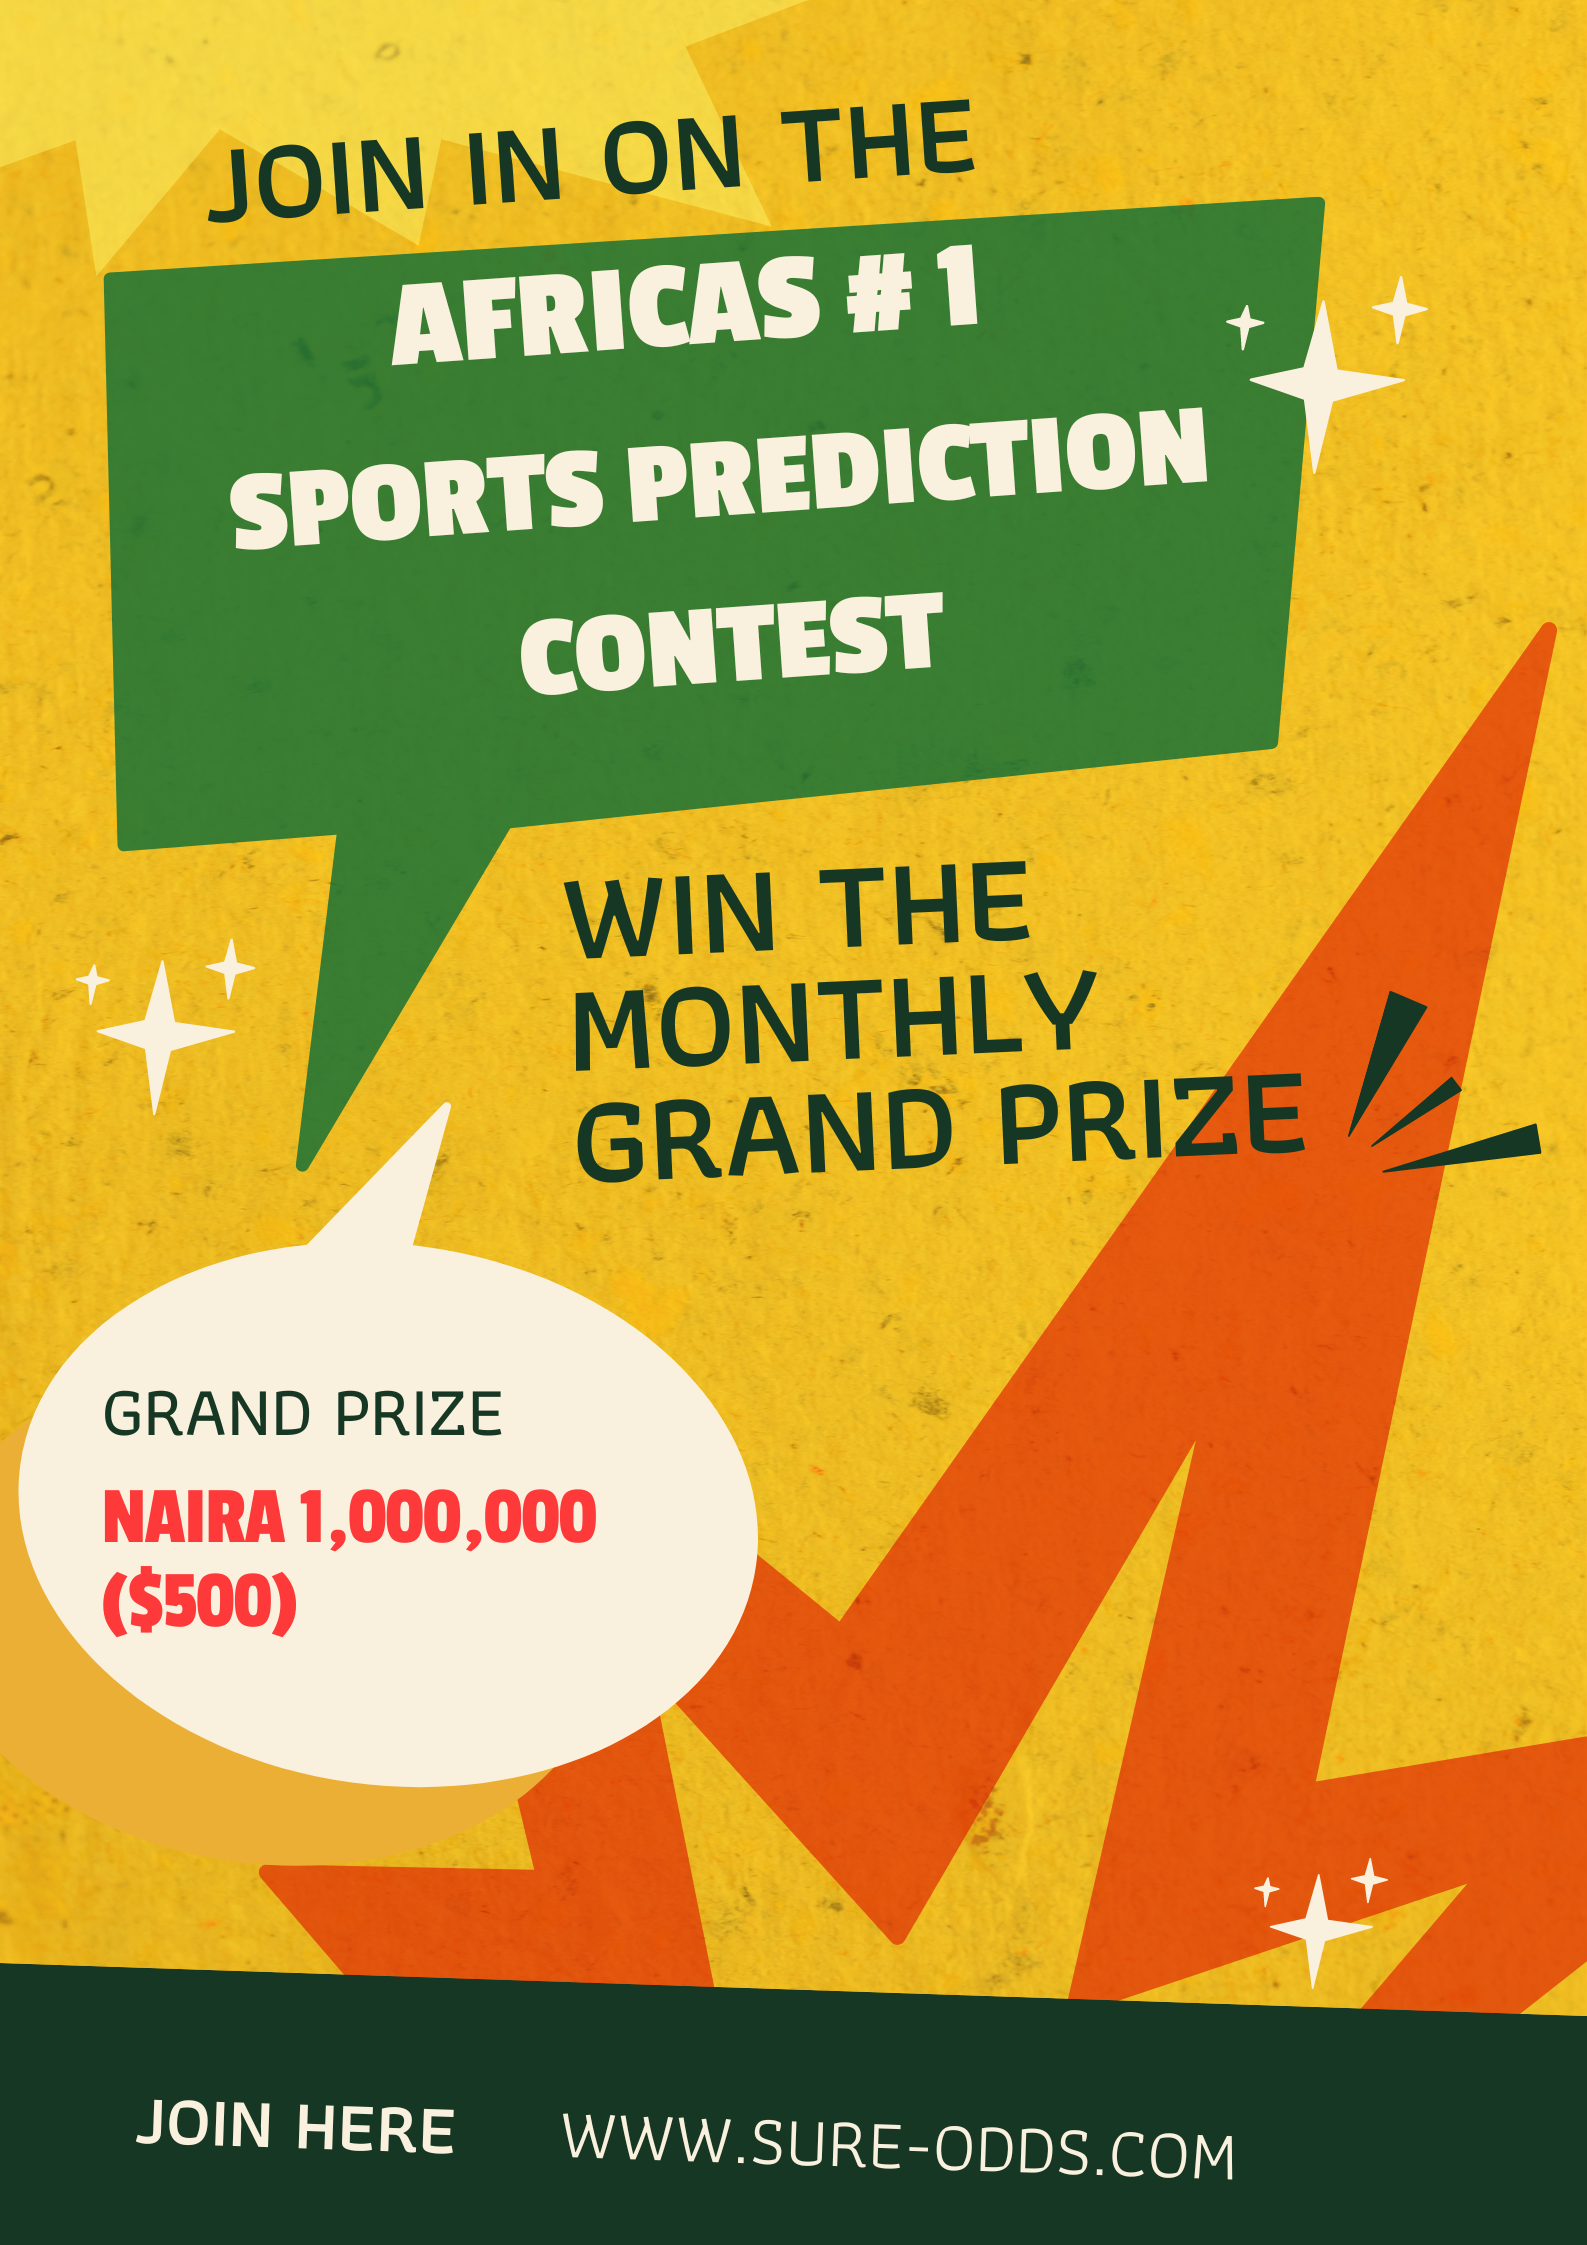 JOIN IN ON THE
AFRICAS # 1
SPORTS PREDICTION
CONTEST
WIN THE
MONTHLY
GRAND PRIZE
GRAND PRIZE
NAIRA 1,000,000
($500)
JOIN HERE
WWW.SURE-ODDS.COM